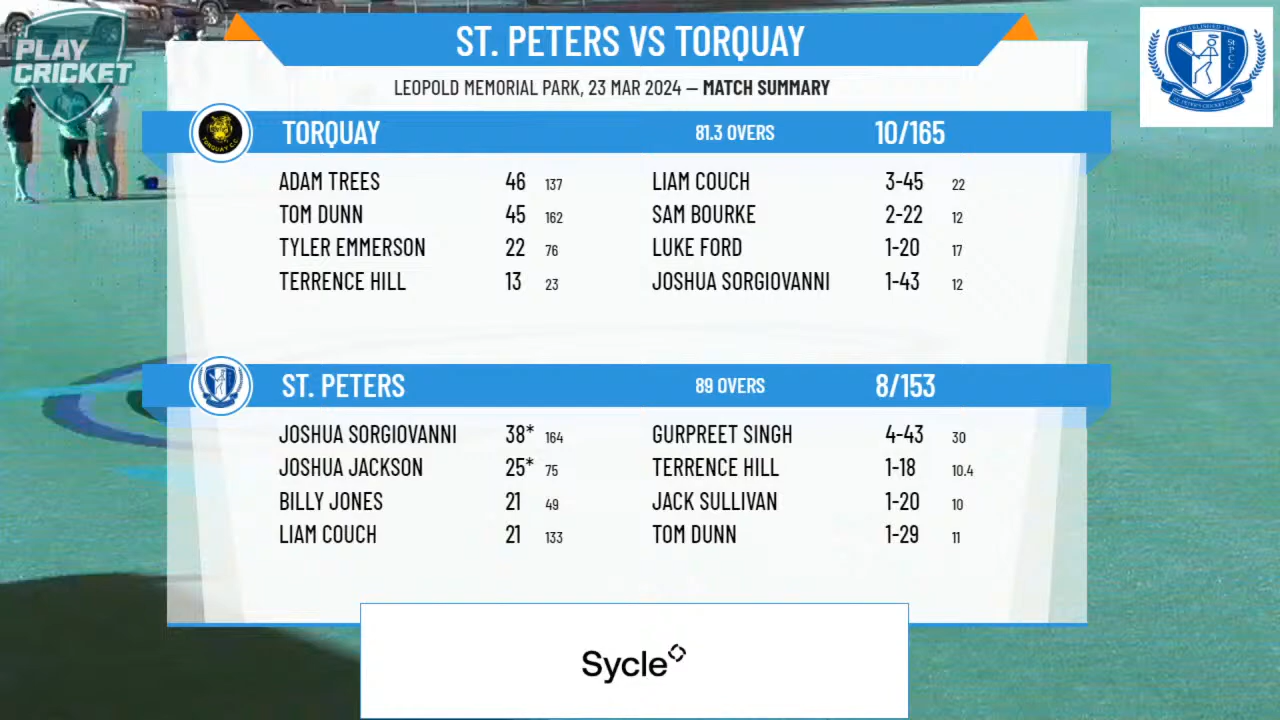 PLAY
CRICKET
ST. PETERS VS TORQUAY
LEOPOLD MEMORIAL PARK, 23 MAR 2024 – MATCH SUMMARY
TORQUAY 81.3 OVERS 10/165
ADAM TREES 46 137 LIAM COUCH 3-45 22
TOM DUNN 45 162 SAM BOURKE 2-22 12
TYLER EMMERSON 22 76 LUKE FORD 1-20 17
TERRENCE HILL 13 23 JOSHUA SORGIOVANNI 1-43 12
ST. PETERS 89 OVERS 8/153
JOSHUA SORGIOVANNI 38* 164 GURPREET SINGH 4-43 30
JOSHUA JACKSON 25* 75 TERRENCE HILL 1-18 10.4
BILLY JONES 21 49 JACK SULLIVAN 1-20 10
LIAM COUCH 21 133 TOM DUNN 1-29 11
Sycle